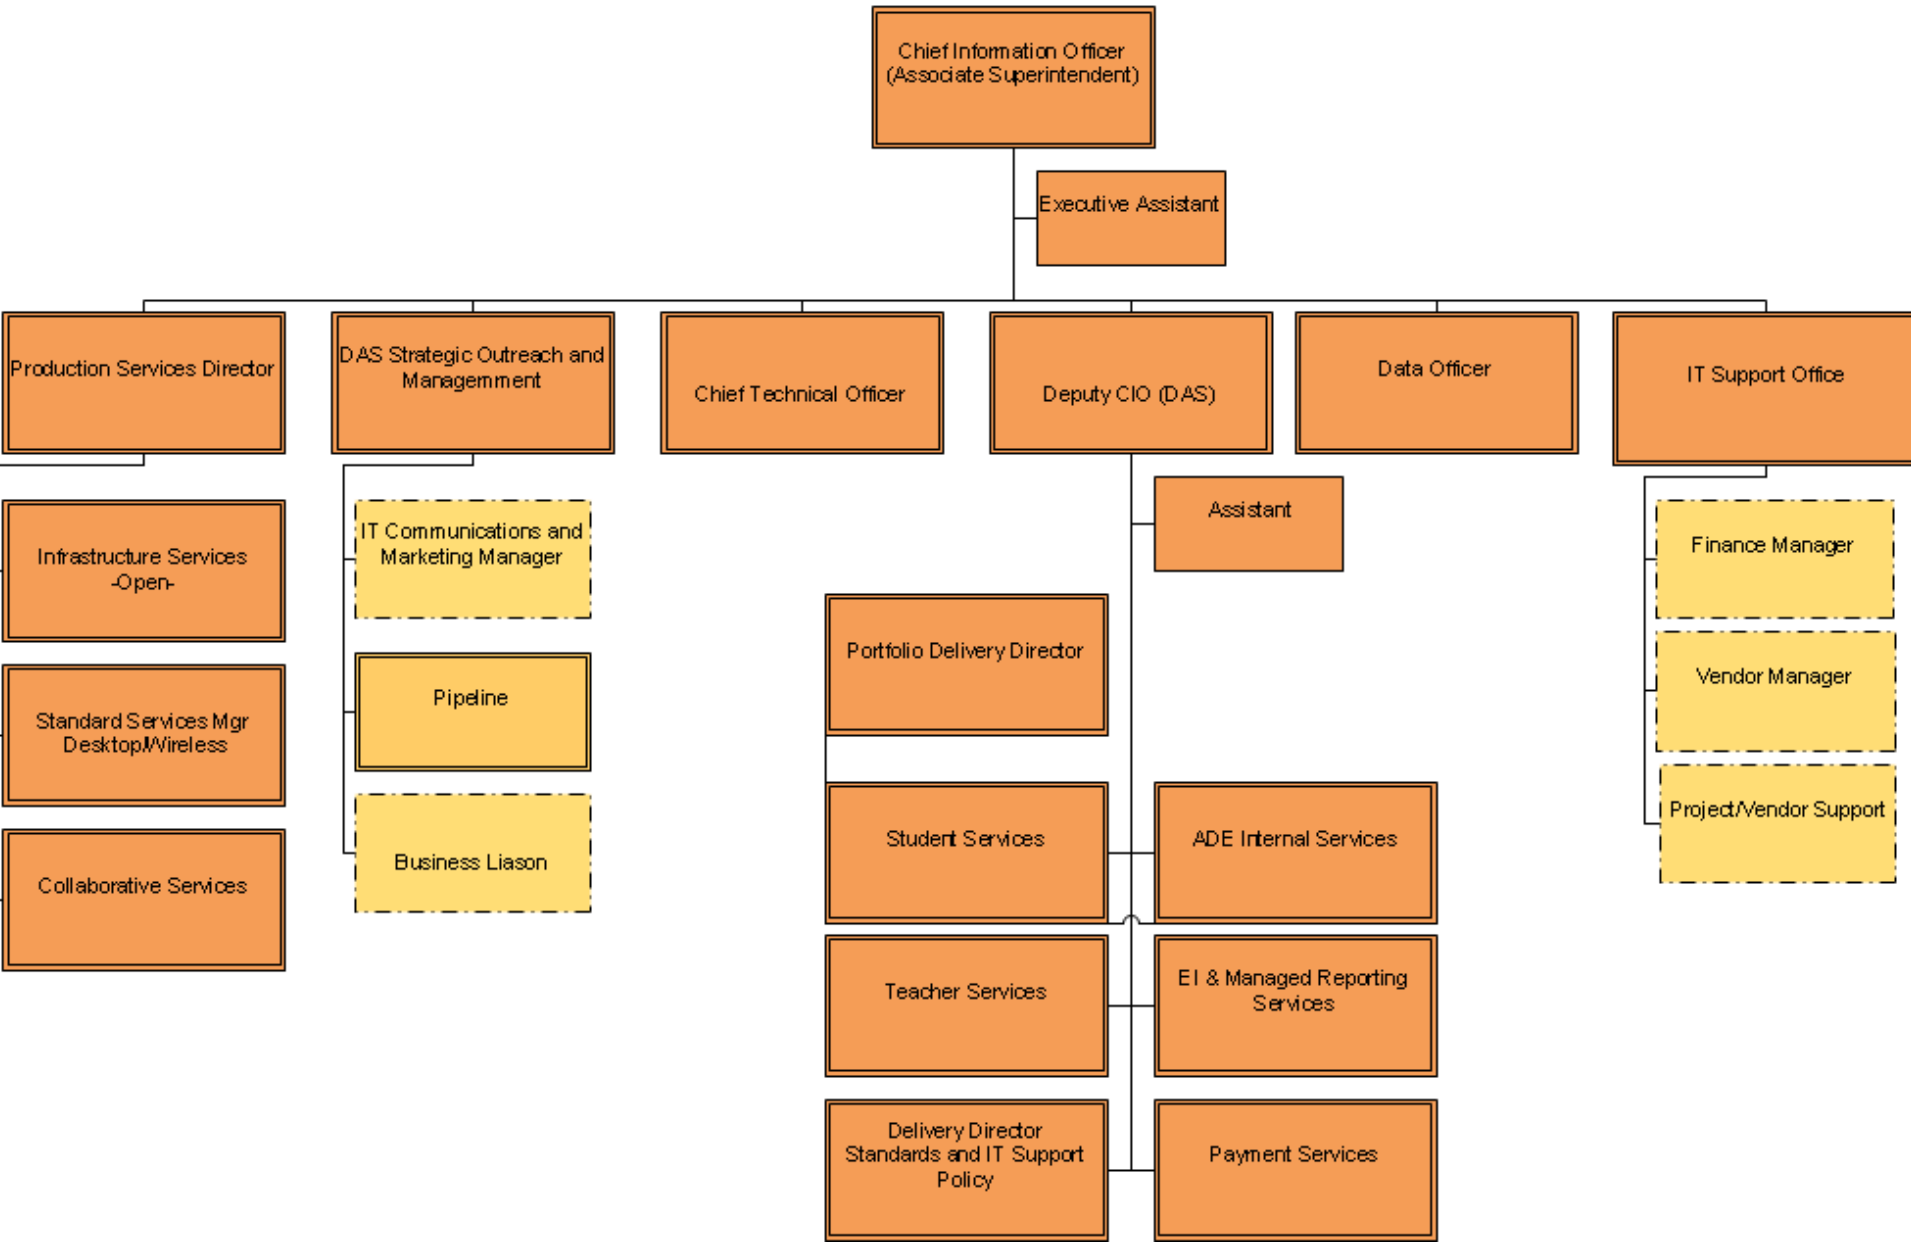 Chief Information Officer
(Associate Superintendent)
Executive Assistant
Production Services Director
DAS Strategic Outreach and
Managemment
Chief Technical Officer
Deputy CIO (DAS)
Data Officer
IT Support Office
Infrastructure Services
-Open-
Standard Services Mgr
Desktop/Wireless
Collaborative Services
IT Communications and
Marketing Manager
Pipeline
Business Liason
Assistant
Portfolio Delivery Director
Student Services
ADE Internal Services
Teacher Services
EI & Managed Reporting
Services
Delivery Director
Standards and IT Support
Policy
Payment Services
Finance Manager
Vendor Manager
Project/Vendor Support